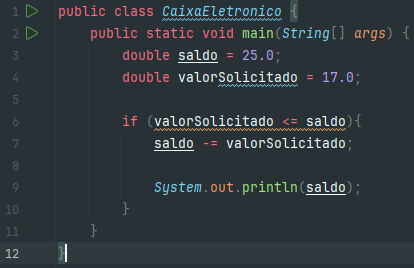 1 public class CaixaEletronico {
2 public static void main(String[] args) {
3 double saldo = 25.0;
4 double valorSolicitado = 17.0;
5
6 if (valorSolicitado <= saldo){
7 saldo -= valorSolicitado;
8
9 System.out.println(saldo);
10 }
11 }
12 }